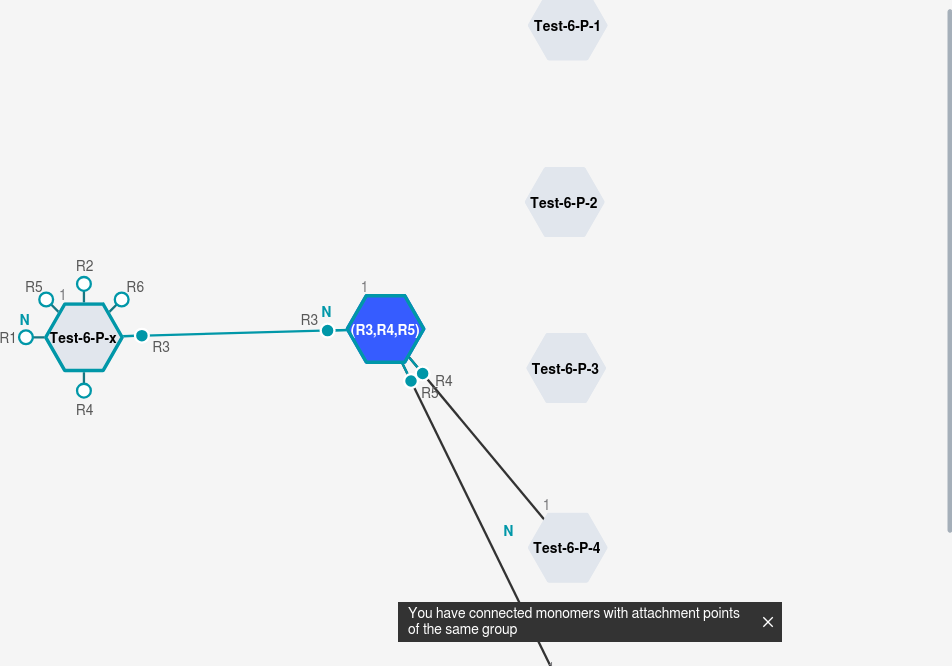 Test-6-P-1
Test-6-P-2
R2
R5
1
R6
N
R1
Test-6-P-x
R3
R4
1
N
R3
(R3,R4,R5)
R4
R5
Test-6-P-3
1
N
Test-6-P-4
You have connected monomers with attachment points
of the same group